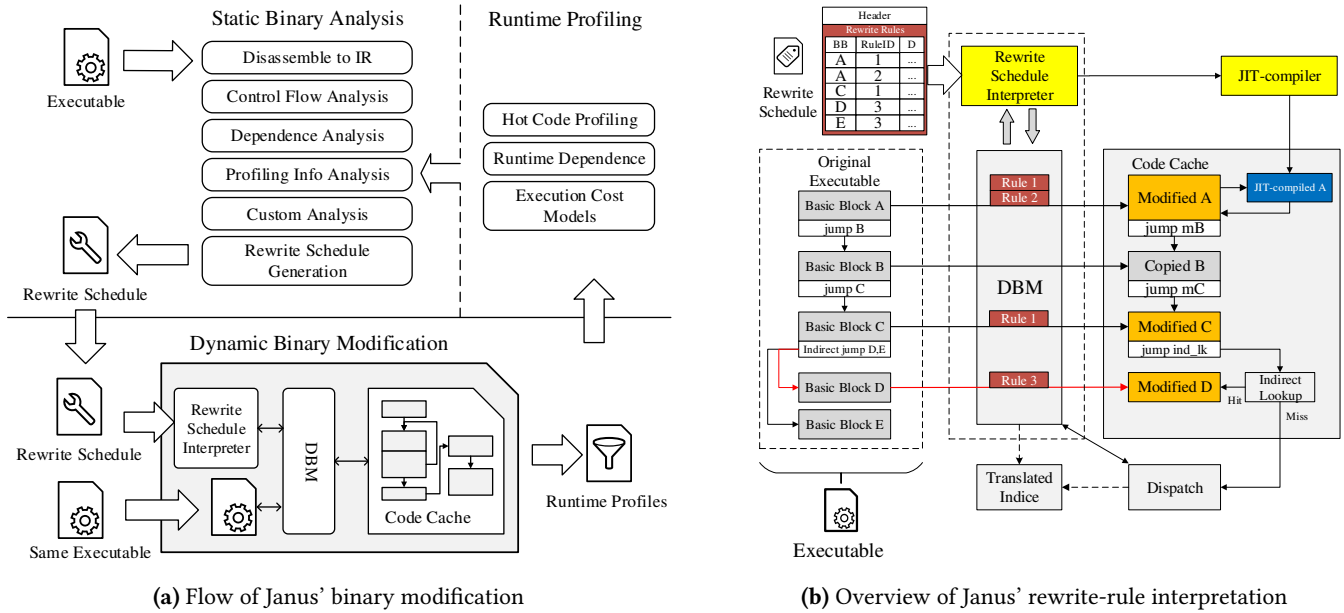 Static Binary Analysis
Runtime Profiling
Executable
Disassemble to IR
Control Flow Analysis
Dependence Analysis
Profiling Info Analysis
Custom Analysis
Rewrite Schedule
Generation
Hot Code Profiling
Runtime Dependence
Execution Cost
Models
Rewrite Schedule
Dynamic Binary Modification
Rewrite Schedule
Same Executable
Rewrite
Schedule
Interpreter
DBM
Code Cache
Runtime Profiles
(a) Flow of Janus’ binary modification
Header
Rewrite Rules
BB RuleID D
A 1 ...
A 2 ...
C 1 ...
D 3 ...
E 3 ...
Rewrite
Schedule
Rewrite
Schedule
Interpreter
JIT-compiler
Original
Executable
Basic Block A
jump B
Basic Block B
jump C
Basic Block C
Indirect jump D,E
Basic Block D
Basic Block E
Executable
Rule 1
Rule 2
DBM
Rule 1
Rule 3
Code Cache
Modified A
jump mB
JIT-compiled A
Copied B
jump mC
Modified C
jump ind_lk
Modified D
Hit
Indirect
Lookup
Miss
Translated
Indice
Dispatch
(b) Overview of Janus’ rewrite-rule interpretation